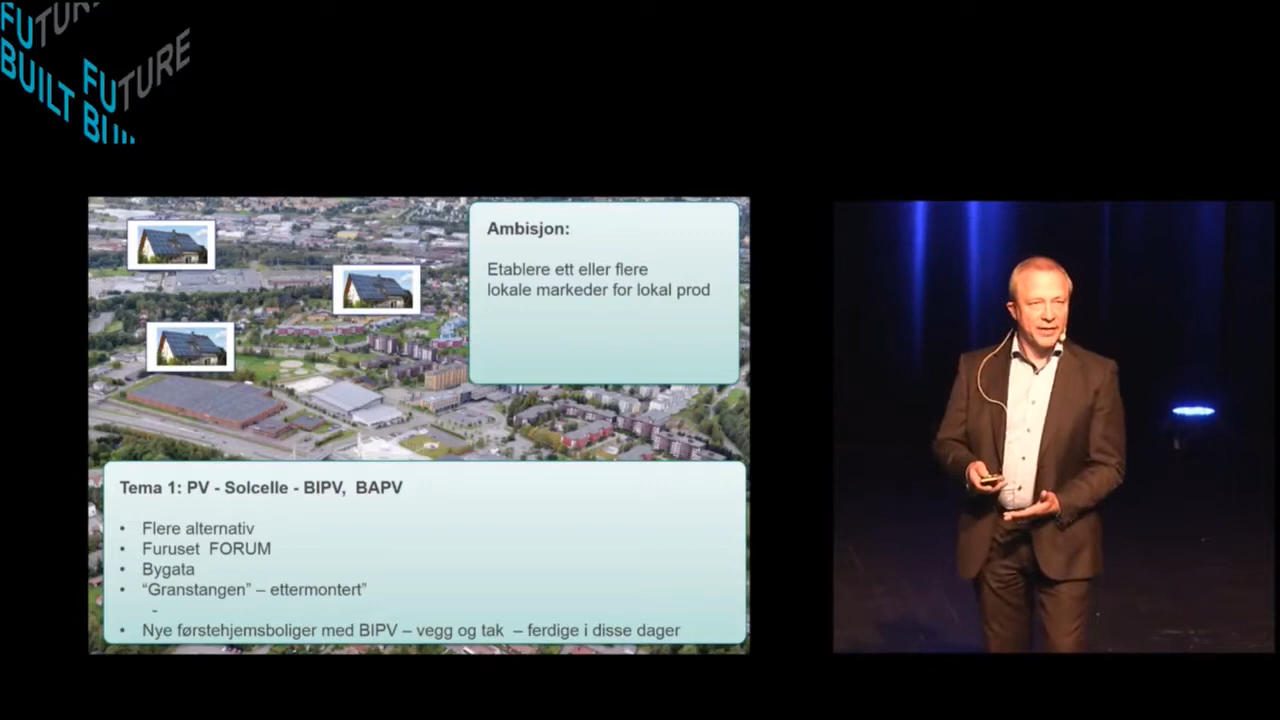 FUTURE
BUILT
FUTURE
Ambisjon:
Etablere ett eller flere
lokale markeder for lokal prod
Tema 1: PV - Solcelle - BIPV, BAPV
• Flere alternativ
• Furuset FORUM
• Bygata
• “Granstangen” – ettermontert”
-
• Nye førstehjemsboliger med BIPV – vegg og tak – ferdige i disse dager